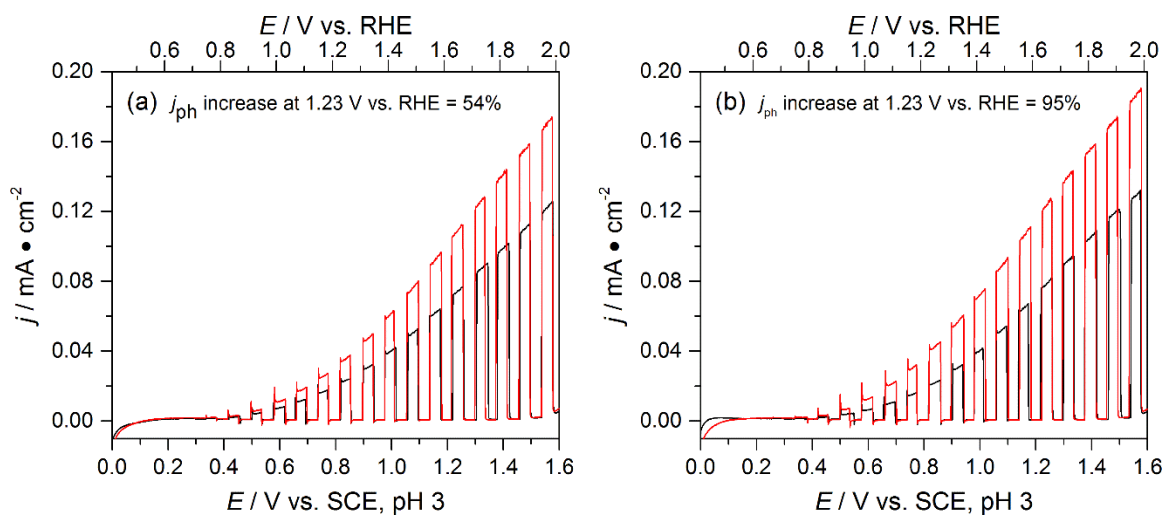 E / V vs. RHE
0.6 0.8 1.0 1.2 1.4 1.6 1.8 2.0
(a) jph increase at 1.23 V vs. RHE = 54%
0.20
0.16
0.12
0.08
0.04
0.00
j / mA • cm-2
0.0 0.2 0.4 0.6 0.8 1.0 1.2 1.4 1.6
E / V vs. SCE, pH 3
E / V vs. RHE
0.6 0.8 1.0 1.2 1.4 1.6 1.8 2.0
(b) jph increase at 1.23 V vs. RHE = 95%
0.20
0.16
0.12
0.08
0.04
0.00
j / mA • cm-2
0.0 0.2 0.4 0.6 0.8 1.0 1.2 1.4 1.6
E / V vs. SCE, pH 3